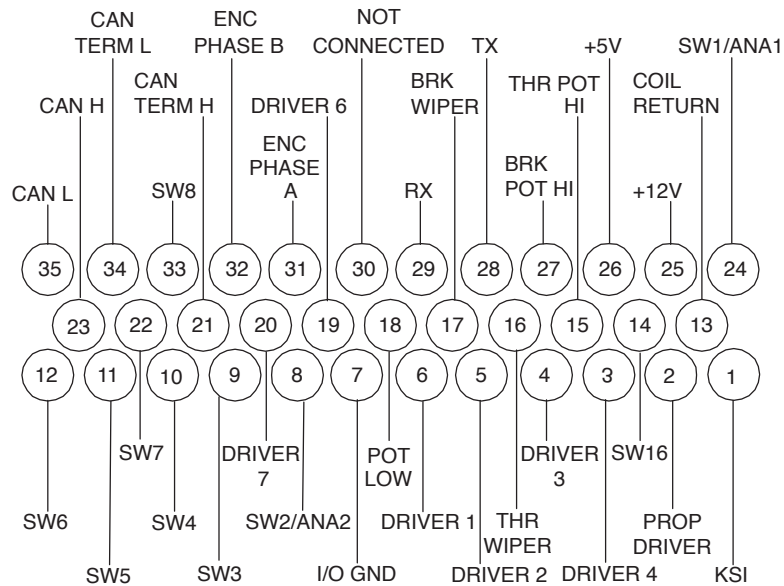 CAN
TERM L
ENC
PHASE B
NOT
CONNECTED
TX
+5V
SW1/ANA1
CAN H
CAN
TERM H
DRIVER 6
BRK
WIPER
THR POT
HI
COIL
RETURN
CAN L
SW8
ENC
PHASE
A
RX
BRK
POT HI
+12V
35 34 33 32 31 30 29 28 27 26 25 24
23 22 21 20 19 18 17 16 15 14 13
12 11 10 9 8 7 6 5 4 3 2 1
SW7
DRIVER
7
POT
LOW
DRIVER
3
SW16
SW6
SW4
SW2/ANA2
DRIVER 1
THR
WIPER
PROP
DRIVER
SW5
SW3
I/O GND
DRIVER 2
DRIVER 4
KSI